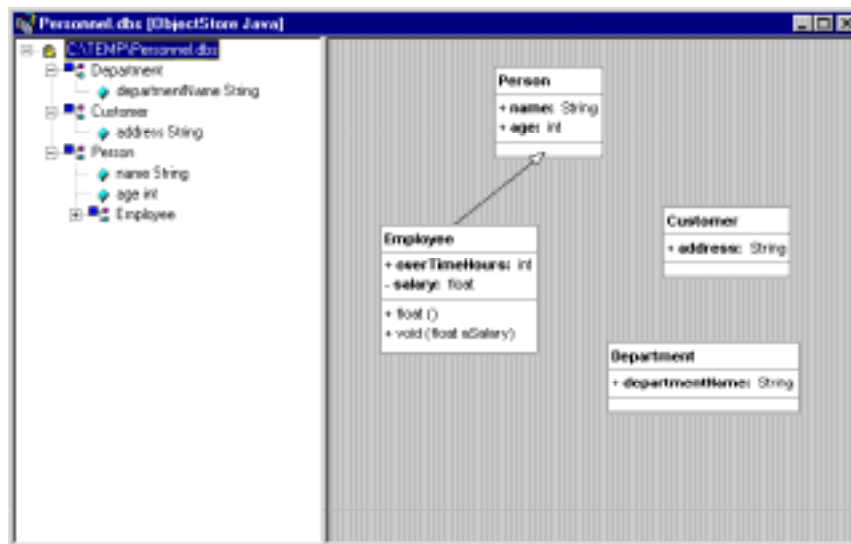 Personnel.dbs [ObjectStore Java]
C:\TEMP\Personnel.dbs
Department
departmentName String
Customer
address String
Person
name String
age int
Employee
Person
+ name: String
+ age: int
Employee
+ overTimeHours: int
- salary: float
+ float ()
+ void (float aSalary)
Customer
+ address: String
Department
+ departmentName: String